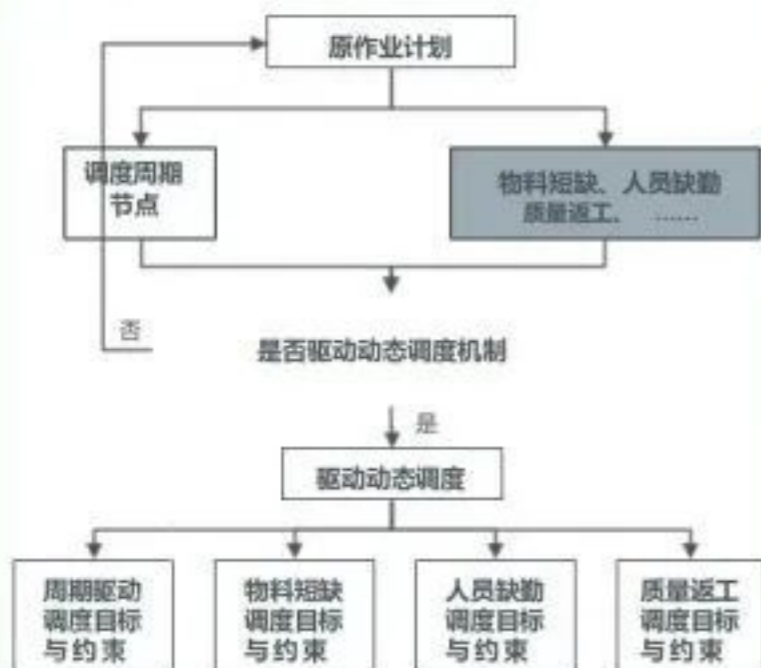 原作业计划
调度周期
节点
物料短缺、人员缺勤
质量返工、 ……
否
是否驱动动态调度机制
是
驱动动态调度
周期驱动
调度目标
与约束
物料短缺
调度目标
与约束
人员缺勤
调度目标
与约束
质量返工
调度目标
与约束